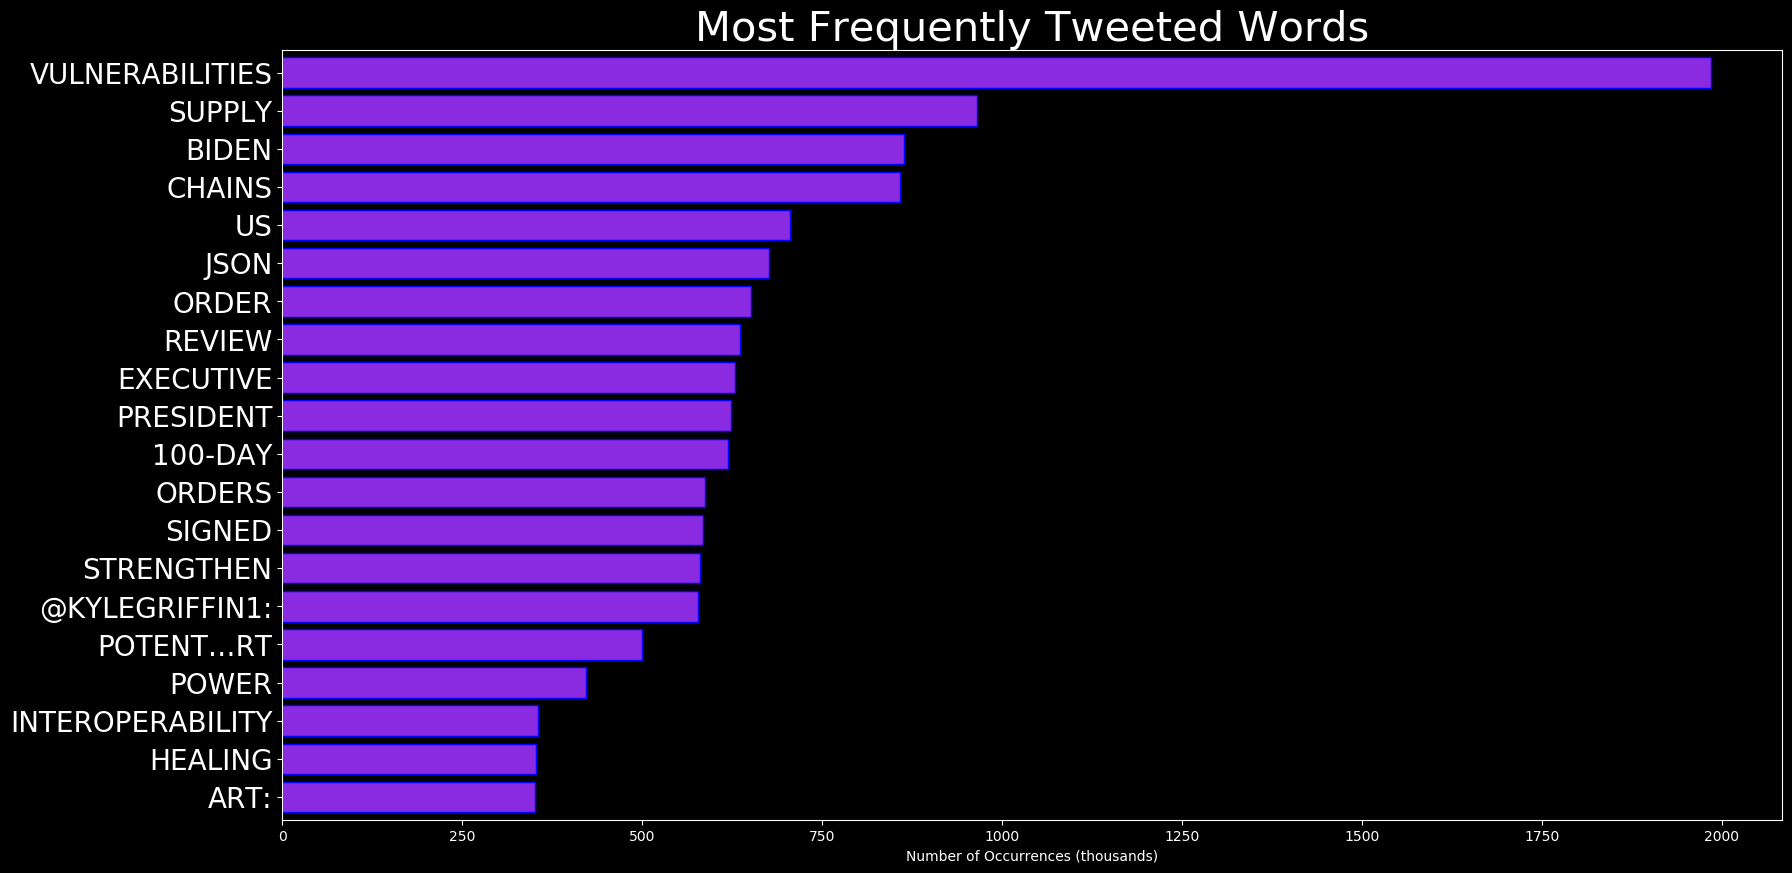 Most Frequently Tweeted Words
VULNERABILITIES
SUPPLY
BIDEN
CHAINS
US
JSON
ORDER
REVIEW
EXECUTIVE
PRESIDENT
100-DAY
ORDERS
SIGNED
STRENGTHEN
@KYLEGRIFFIN1:
POTENT…RT
POWER
INTEROPERABILITY
HEALING
ART:
0 250 500 750 1000 1250 1500 1750 2000
Number of Occurrences (thousands)